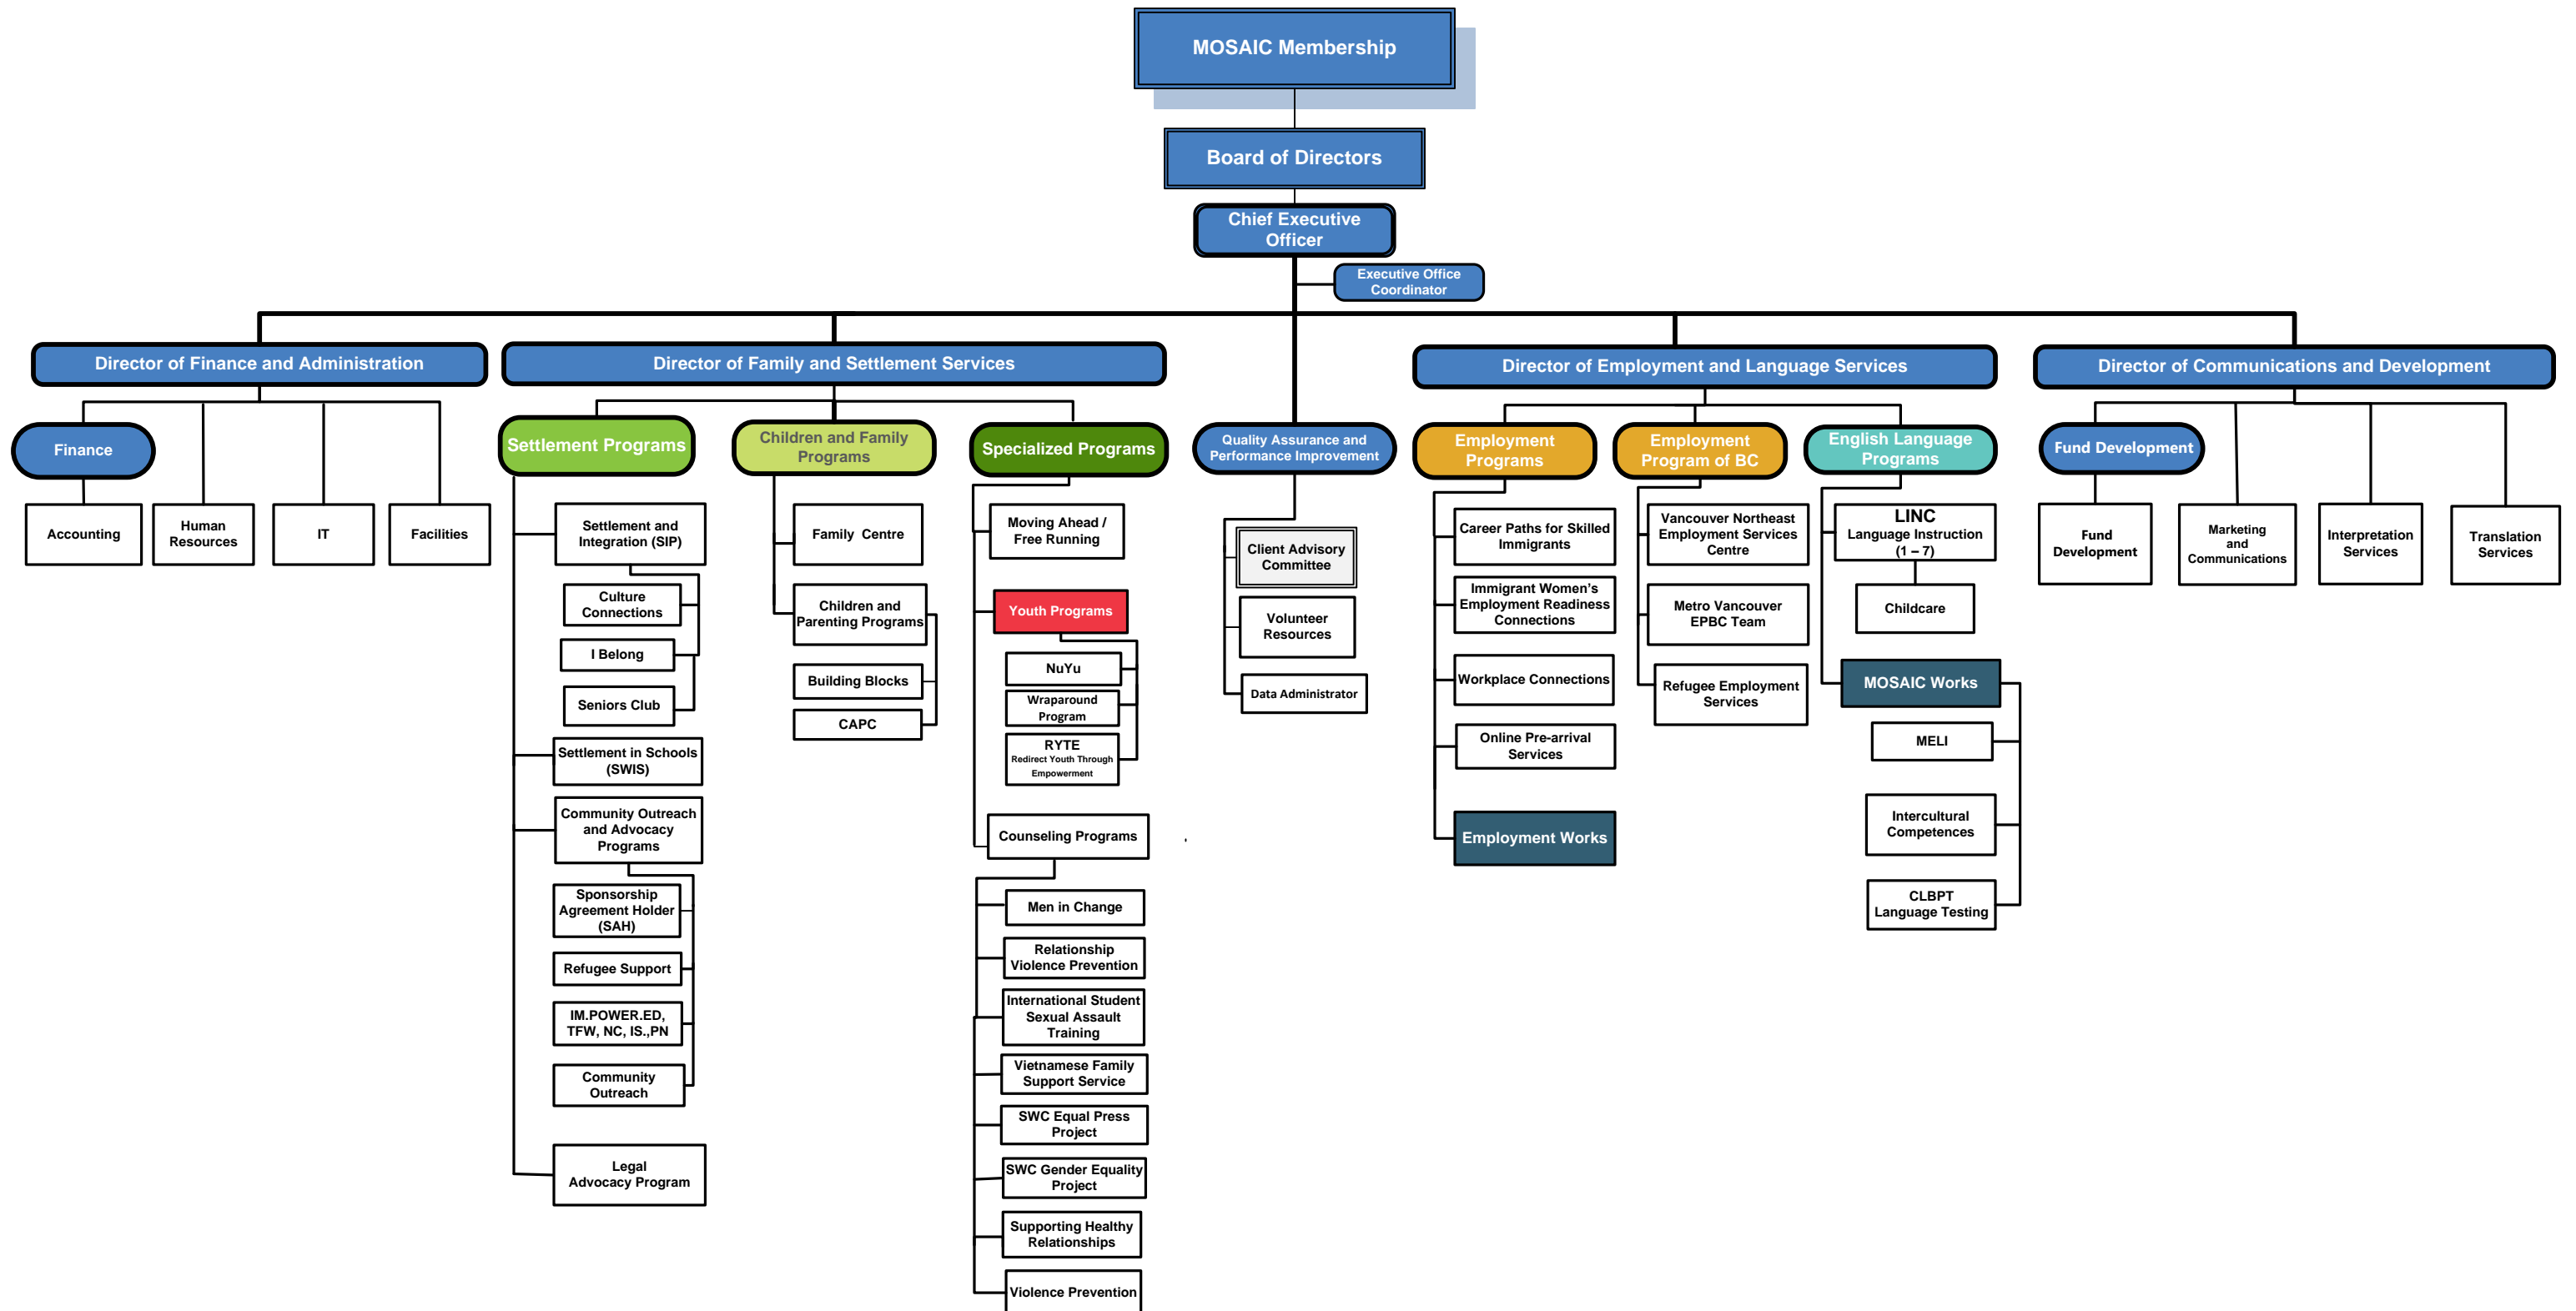 MOSAIC Membership
Board of Directors
Chief Executive
Officer
Executive Office
Coordinator
Director of Finance and Administration
Finance
Accounting
Human
Resources
IT
Facilities
Director of Family and Settlement Services
Settlement Programs
Settlement and
Integration (SIP)
Culture
Connections
I Belong
Seniors Club
Settlement in Schools
(SWIS)
Community Outreach
and Advocacy
Programs
Sponsorship
Agreement Holder
(SAH)
Refugee Support
IM.POWER.ED,
TFW, NC, IS.,PN
Community
Outreach
Legal
Advocacy Program
Children and Family
Programs
Family Centre
Children and
Parenting Programs
Building Blocks
CAPC
Specialized Programs
Moving Ahead /
Free Running
Youth Programs
NuYu
Wraparound
Program
RYTE
Redirect Youth Through
Empowerment
Counseling Programs
Men in Change
Relationship
Violence Prevention
International Student
Sexual Assault
Training
Vietnamese Family
Support Service
SWC Equal Press
Project
SWC Gender Equality
Project
Supporting Healthy
Relationships
Violence Prevention
Quality Assurance and
Performance Improvement
Client Advisory
Committee
Volunteer
Resources
Data Administrator
Director of Employment and Language Services
Employment
Programs
Career Paths for Skilled
Immigrants
Immigrant Women’s
Employment Readiness
Connections
Workplace Connections
Online Pre-arrival
Services
Employment Works
Employment
Program of BC
Vancouver Northeast
Employment Services
Centre
Metro Vancouver
EPBC Team
Refugee Employment
Services
English Language
Programs
LINC
Language Instruction
(1 – 7)
Childcare
MOSAIC Works
MELI
Intercultural
Competences
CLBPT
Language Testing
Director of Communications and Development
Fund Development
Fund
Development
Marketing
and
Communications
Interpretation
Services
Translation
Services